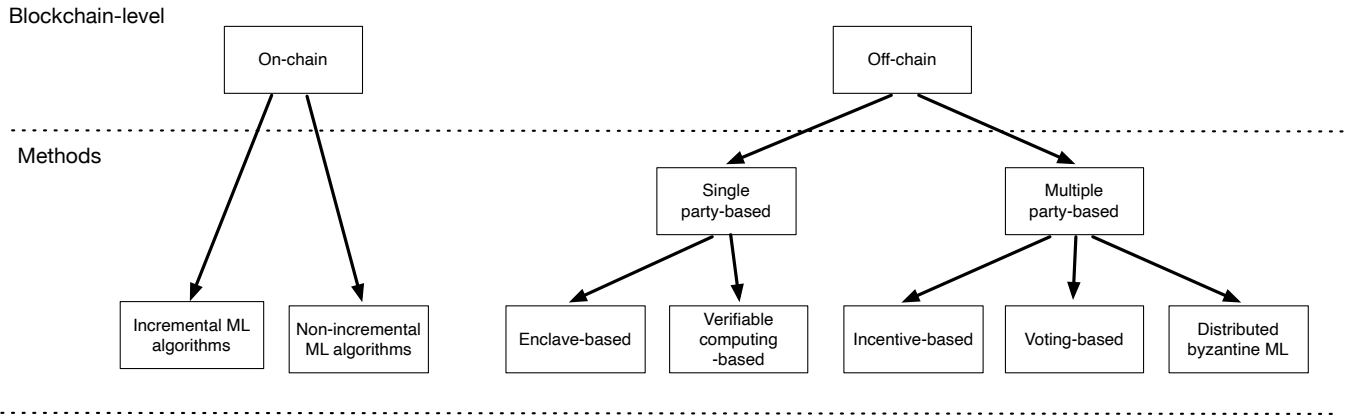 Blockchain-level
On-chain
Off-chain
Methods
Single
party-based
Multiple
party-based
Incremental ML
algorithms
Non-incremental
ML algorithms
Enclave-based
Verifiable
computing
-based
Incentive-based
Voting-based
Distributed
byzantine ML